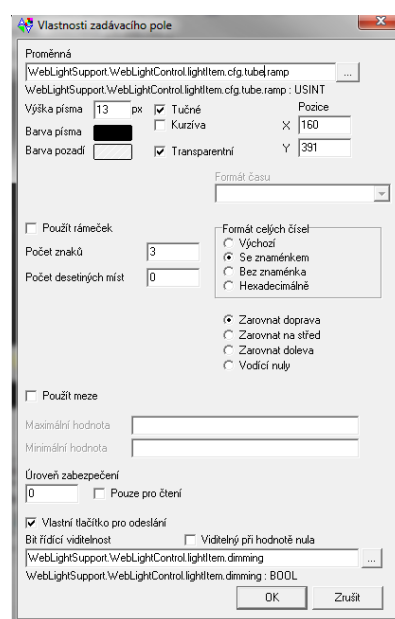 Vlastnosti zadávacího pole
Proměnná
WebLightSupport.WebLightControl.lightItem.cfg.tube.ramp
...
WebLightSupport.WebLightControl.lightItem.cfg.tube.ramp : USINT
Výška písma 13 px Tučné Pozice
Kurzíva X 160
Barva písma
Barva pozadí Transparentní Y 391
Formát času
Použít rámeček Formát celých čísel
Výchozí
Počet znaků 3 Se znaménkem
Počet desetiných míst 0 Bez znaménka
Hexadecimálně
Zarovnat doprava
Zarovnat na střed
Zarovnat doleva
Vodící nuly
Použít meze
Maximální hodnota
Minimální hodnota
Úroveň zabezpečení
0 Pouze pro čtení
Vlastní tlačítko pro odeslání
Bit řídící viditelnost Viditelný při hodnotě nula
WebLightSupport.WebLightControl.lightItem.dimming ...
WebLightSupport.WebLightControl.lightItem.dimming : BOOL
OK Zrušit